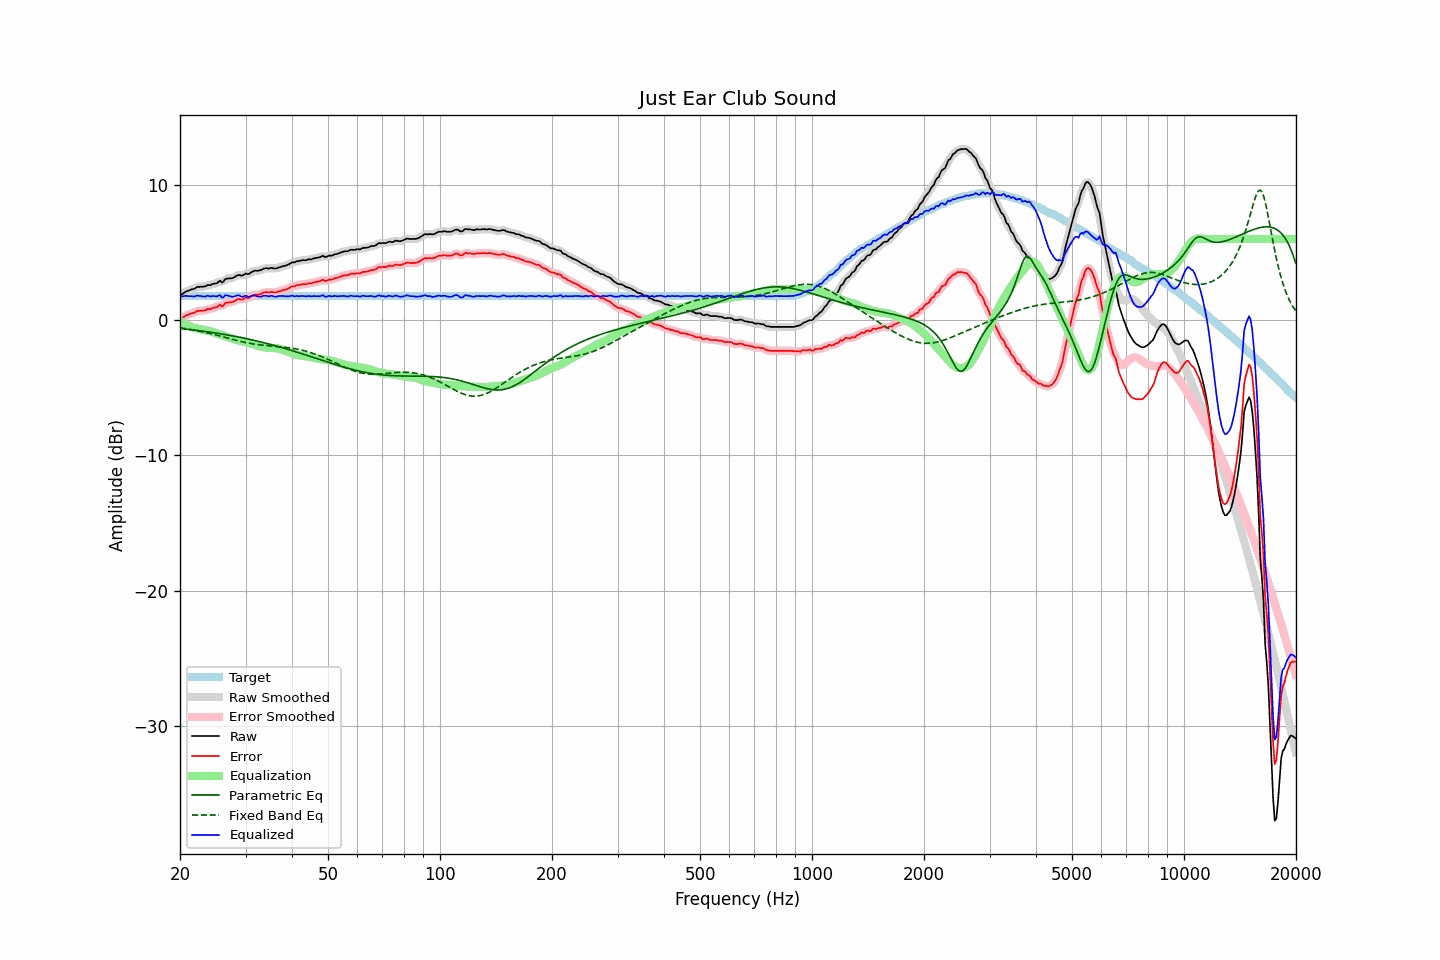 Just Ear Club Sound
Amplitude (dBr)
10
0
−10
−20
−30
Target
Raw Smoothed
Error Smoothed
Raw
Error
Equalization
Parametric Eq
Fixed Band Eq
Equalized
20 50 100 200 500 1000 2000 5000 10000 20000
Frequency (Hz)